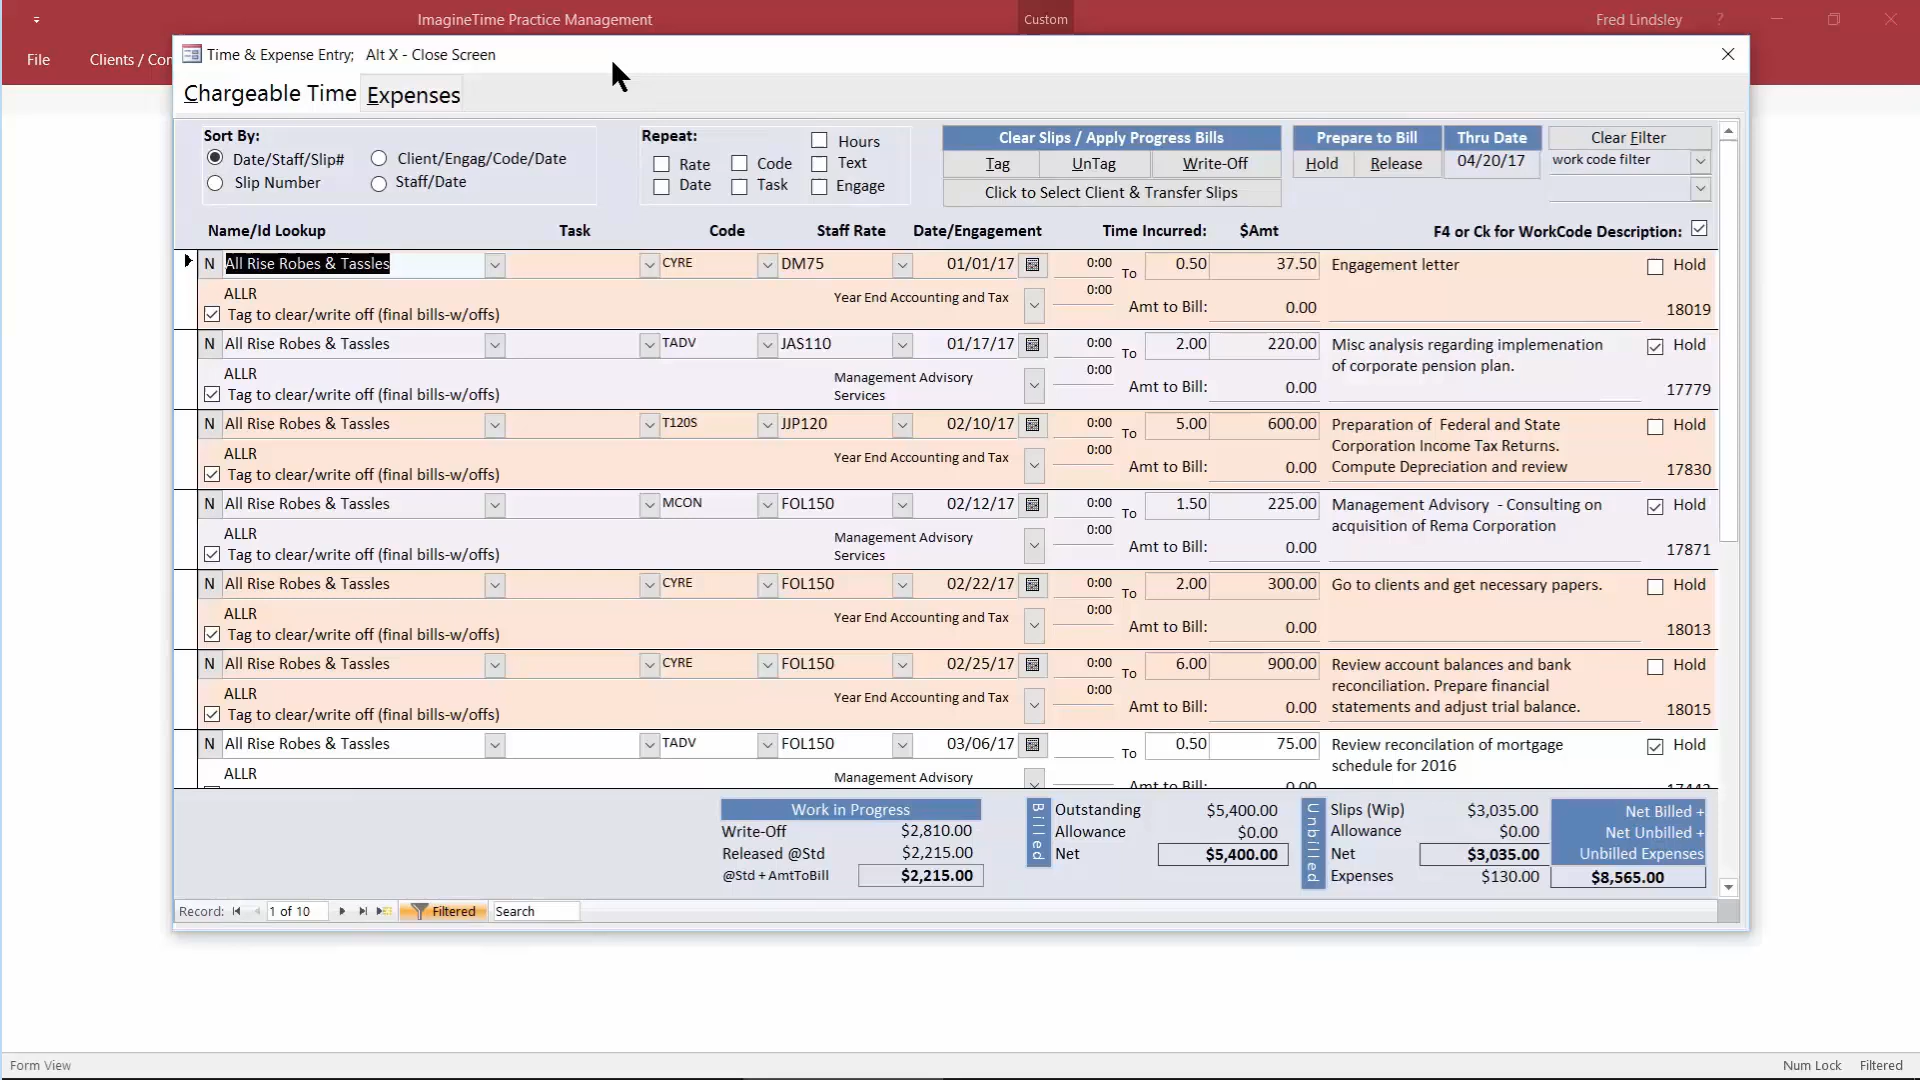 ImagineTime Practice Management
Custom
Fred Lindsley ?
File Clients / Con
Time & Expense Entry; Alt X - Close Screen
Chargeable Time Expenses
Sort By:
Date/Staff/Slip# Client/Engag/Code/Date
Slip Number Staff/Date
Repeat:
Hours
Rate Code Text
Date Task Engage
Clear Slips / Apply Progress Bills
Tag UnTag Write-Off
Click to Select Client & Transfer Slips
Prepare to Bill
Hold Release
Thru Date
04/20/17
Clear Filter
work code filter
Name/Id Lookup Task Code Staff Rate Date/Engagement Time Incurred: $Amt F4 or Ck for WorkCode Description:
N All Rise Robes & Tassles CYRE DM75 01/01/17 0:00 To 0.50 37.50 Engagement letter Hold
ALLR Year End Accounting and Tax 0:00
Tag to clear/write off (final bills-w/offs) Amt to Bill: 0.00 18019
N All Rise Robes & Tassles TADV JAS110 01/17/17 0:00 To 2.00 220.00 Misc analysis regarding implemenation Hold
of corporate pension plan.
ALLR Management Advisory 0:00
Services
Tag to clear/write off (final bills-w/offs) Amt to Bill: 0.00 17779
N All Rise Robes & Tassles T120S JJP120 02/10/17 0:00 To 5.00 600.00 Preparation of Federal and State Hold
Corporation Income Tax Returns.
ALLR Year End Accounting and Tax 0:00
Tag to clear/write off (final bills-w/offs) Amt to Bill: 0.00 Compute Depreciation and review 17830
N All Rise Robes & Tassles MCON FOL150 02/12/17 0:00 To 1.50 225.00 Management Advisory - Consulting on Hold
acquisition of Rema Corporation
ALLR Management Advisory 0:00
Services
Tag to clear/write off (final bills-w/offs) Amt to Bill: 0.00 17871
N All Rise Robes & Tassles CYRE FOL150 02/22/17 0:00 To 2.00 300.00 Go to clients and get necessary papers. Hold
ALLR Year End Accounting and Tax 0:00
Tag to clear/write off (final bills-w/offs) Amt to Bill: 0.00 18013
N All Rise Robes & Tassles CYRE FOL150 02/25/17 0:00 To 6.00 900.00 Review account balances and bank Hold
reconciliation. Prepare financial
ALLR Year End Accounting and Tax 0:00
Tag to clear/write off (final bills-w/offs) Amt to Bill: 0.00 statements and adjust trial balance. 18015
N All Rise Robes & Tassles TADV FOL150 03/06/17 To 0.50 75.00 Review reconcilation of mortgage Hold
schedule for 2016
ALLR Management Advisory
Work in Progress
Write-Off $2,810.00
Released @Std $2,215.00
@Std + AmtToBill $2,215.00
Billed
Outstanding $5,400.00
Allowance $0.00
Net $5,400.00
Unbilled
Slips (Wip) $3,035.00
Allowance $0.00
Net $3,035.00
Expenses $130.00
Net Billed +
Net Unbilled +
Unbilled Expenses
$8,565.00
Record: 1 of 10 Filtered Search
Form View Num Lock Filtered